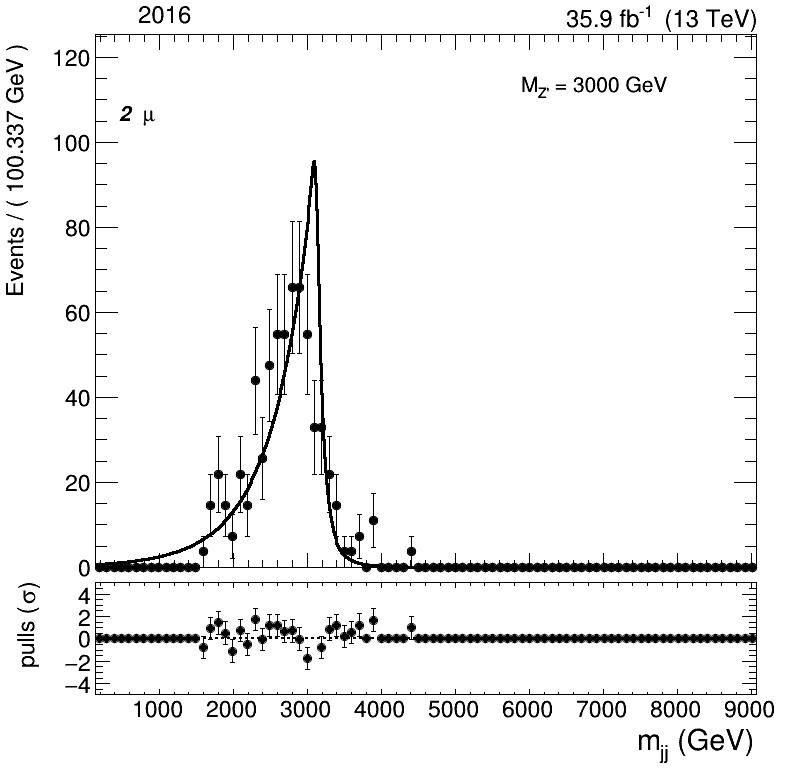 2016
35.9 fb⁻¹ (13 TeV)
Events / ( 100.337 GeV )
120
M_Z' = 3000 GeV
2 μ
100
80
60
40
20
0
pulls (σ)
4
2
0
−2
−4
1000 2000 3000 4000 5000 6000 7000 8000 9000
m_jj (GeV)